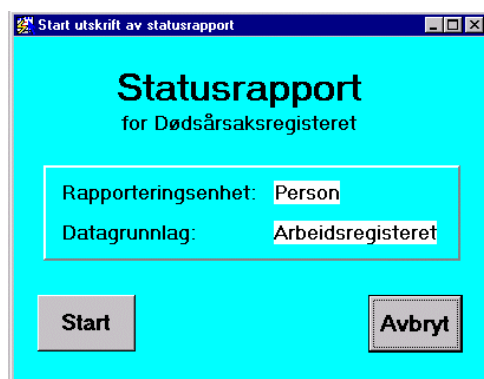 Start utskrift av statusrapport
Statusrapport
for Dødsårsaksregisteret
Rapporteringsenhet: Person
Datagrunnlag: Arbeidsregisteret
Start Avbryt